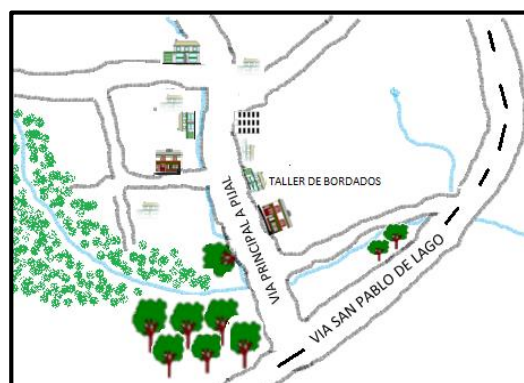 TALLER DE BORDADOS
VIA PRINCIPAL A PIJAL
VIA SAN PABLO DE LAGO